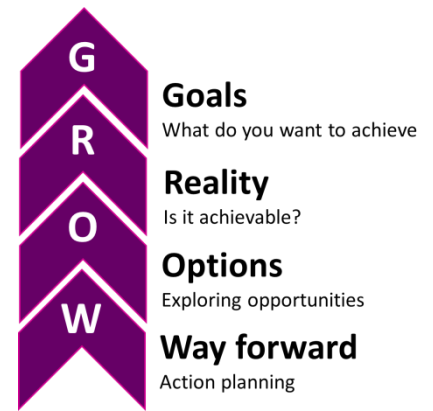 G
Goals
What do you want to achieve
R
Reality
Is it achievable?
O
Options
Exploring opportunities
W
Way forward
Action planning